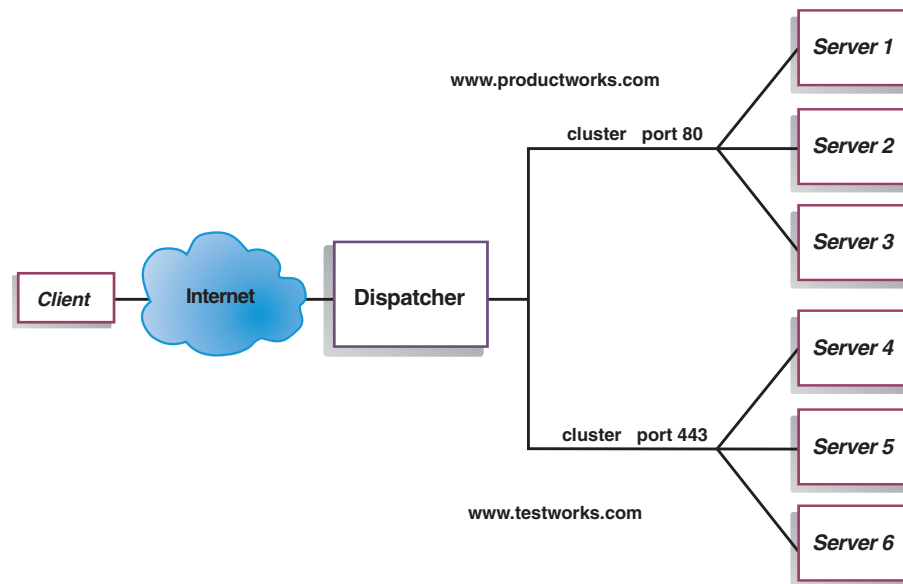 Server 1
www.productworks.com
cluster port 80
Server 2
Server 3
Client
Internet
Dispatcher
Server 4
cluster port 443
Server 5
www.testworks.com
Server 6